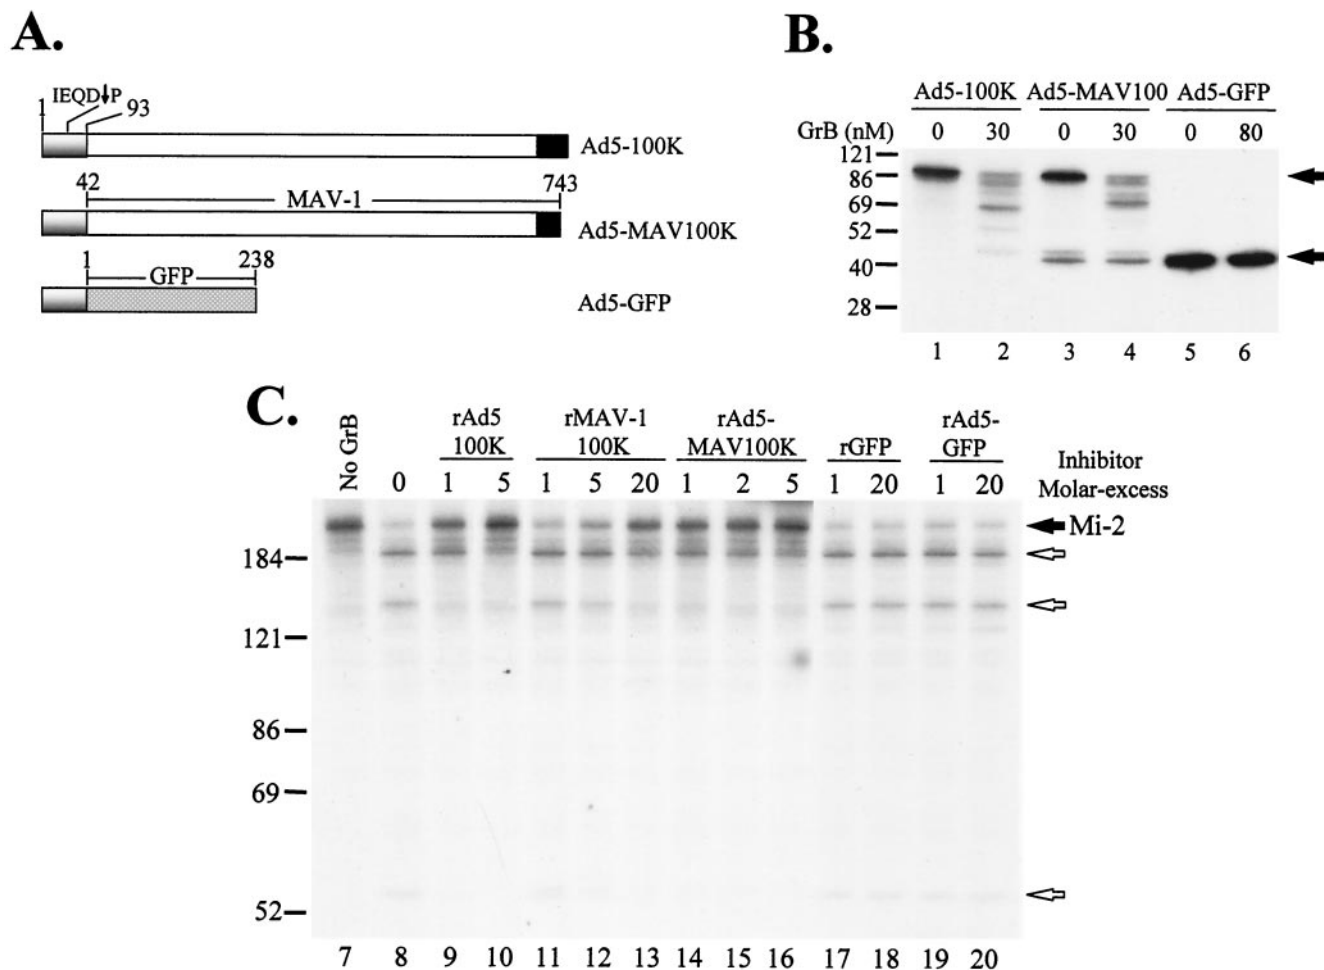 A.
IEQD↓P
1 93
Ad5-100K
42 743
MAV-1
Ad5-MAV100K
1 238
GFP
Ad5-GFP
B.
Ad5-100K Ad5-MAV100 Ad5-GFP
GrB (nM) 0 30 0 30 0 80
121
86
69
52
40
28
1 2 3 4 5 6
C.
No GrB
rAd5 100K
rMAV-1 100K
rAd5- MAV100K
rGFP
rAd5- GFP
Inhibitor
Molar-excess
0 1 5 1 5 20 1 2 5 1 20 1 20
Mi-2
184
121
86
69
52
7 8 9 10 11 12 13 14 15 16 17 18 19 20